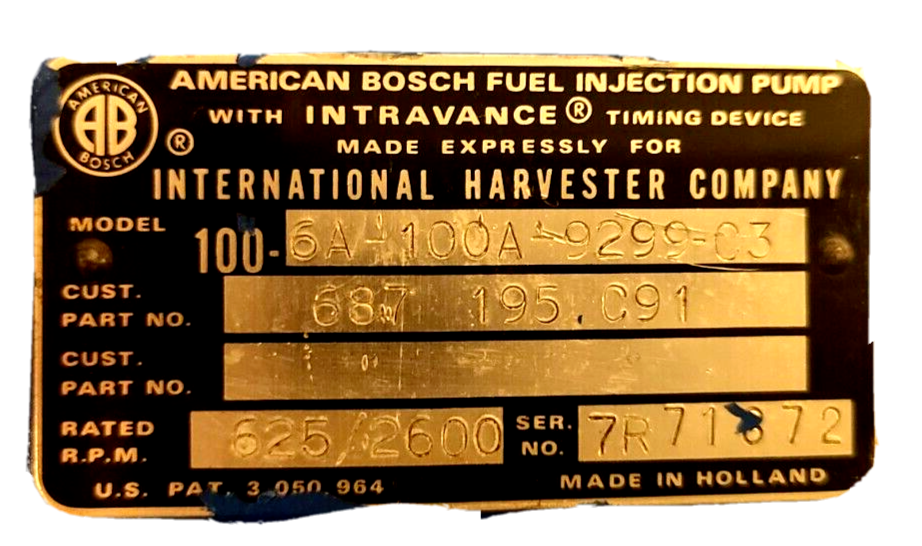 AMERICAN
AB
BOSCH
®
AMERICAN BOSCH FUEL INJECTION PUMP
WITH INTRAVANCE® TIMING DEVICE
MADE EXPRESSLY FOR
INTERNATIONAL HARVESTER COMPANY
MODEL 100-6A-100A-9299-C3
CUST.
PART NO. 687 195 C91
CUST.
PART NO.
RATED
R.P.M. 625/2600
SER.
NO. 7R71872
U.S. PAT. 3 050 964
MADE IN HOLLAND